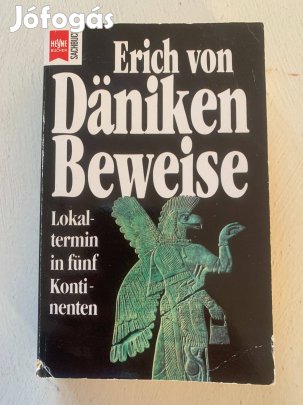 Jófogás
HEYNE
BÜCHER
SACHBUCH
Erich von
Däniken
Beweise
Lokal-
termin
in fünf
Konti-
nenten